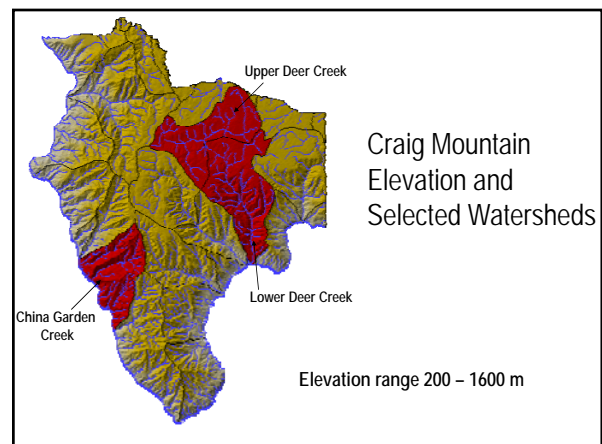 Upper Deer Creek
Craig Mountain
Elevation and
Selected Watersheds
Lower Deer Creek
China Garden
Creek
Elevation range 200 – 1600 m